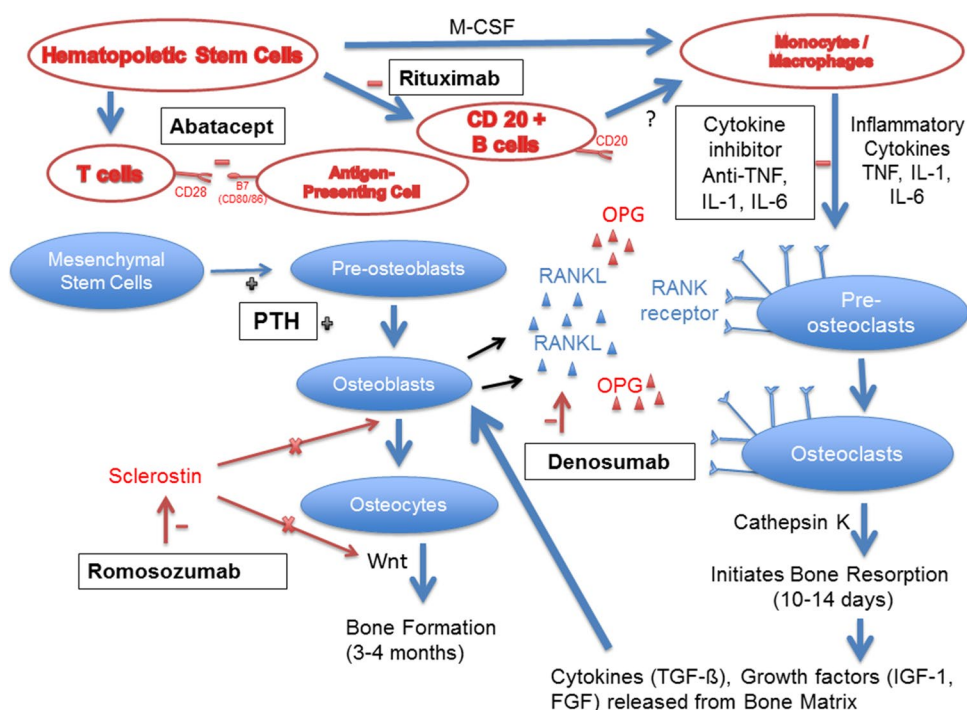 M-CSF
Hematopoietic Stem Cells
Monocytes /
Macrophages
Rituximab
Abatacept
CD 20 +
B cells
CD20
?
T cells
CD28
B7
(CD80/86)
Antigen-
Presenting Cell
Cytokine
inhibitor
Anti-TNF,
IL-1, IL-6
Inflammatory
Cytokines
TNF, IL-1,
IL-6
Mesenchymal
Stem Cells
+
Pre-osteoblasts
PTH
+
OPG
RANKL
RANKL
OPG
RANK
receptor
Pre-
osteoclasts
Osteoblasts
Denosumab
Osteoclasts
Sclerostin
Osteocytes
Romosozumab
Wnt
Cathepsin K
Initiates Bone Resorption
(10-14 days)
Bone Formation
(3-4 months)
Cytokines (TGF-ß), Growth factors (IGF-1,
FGF) released from Bone Matrix